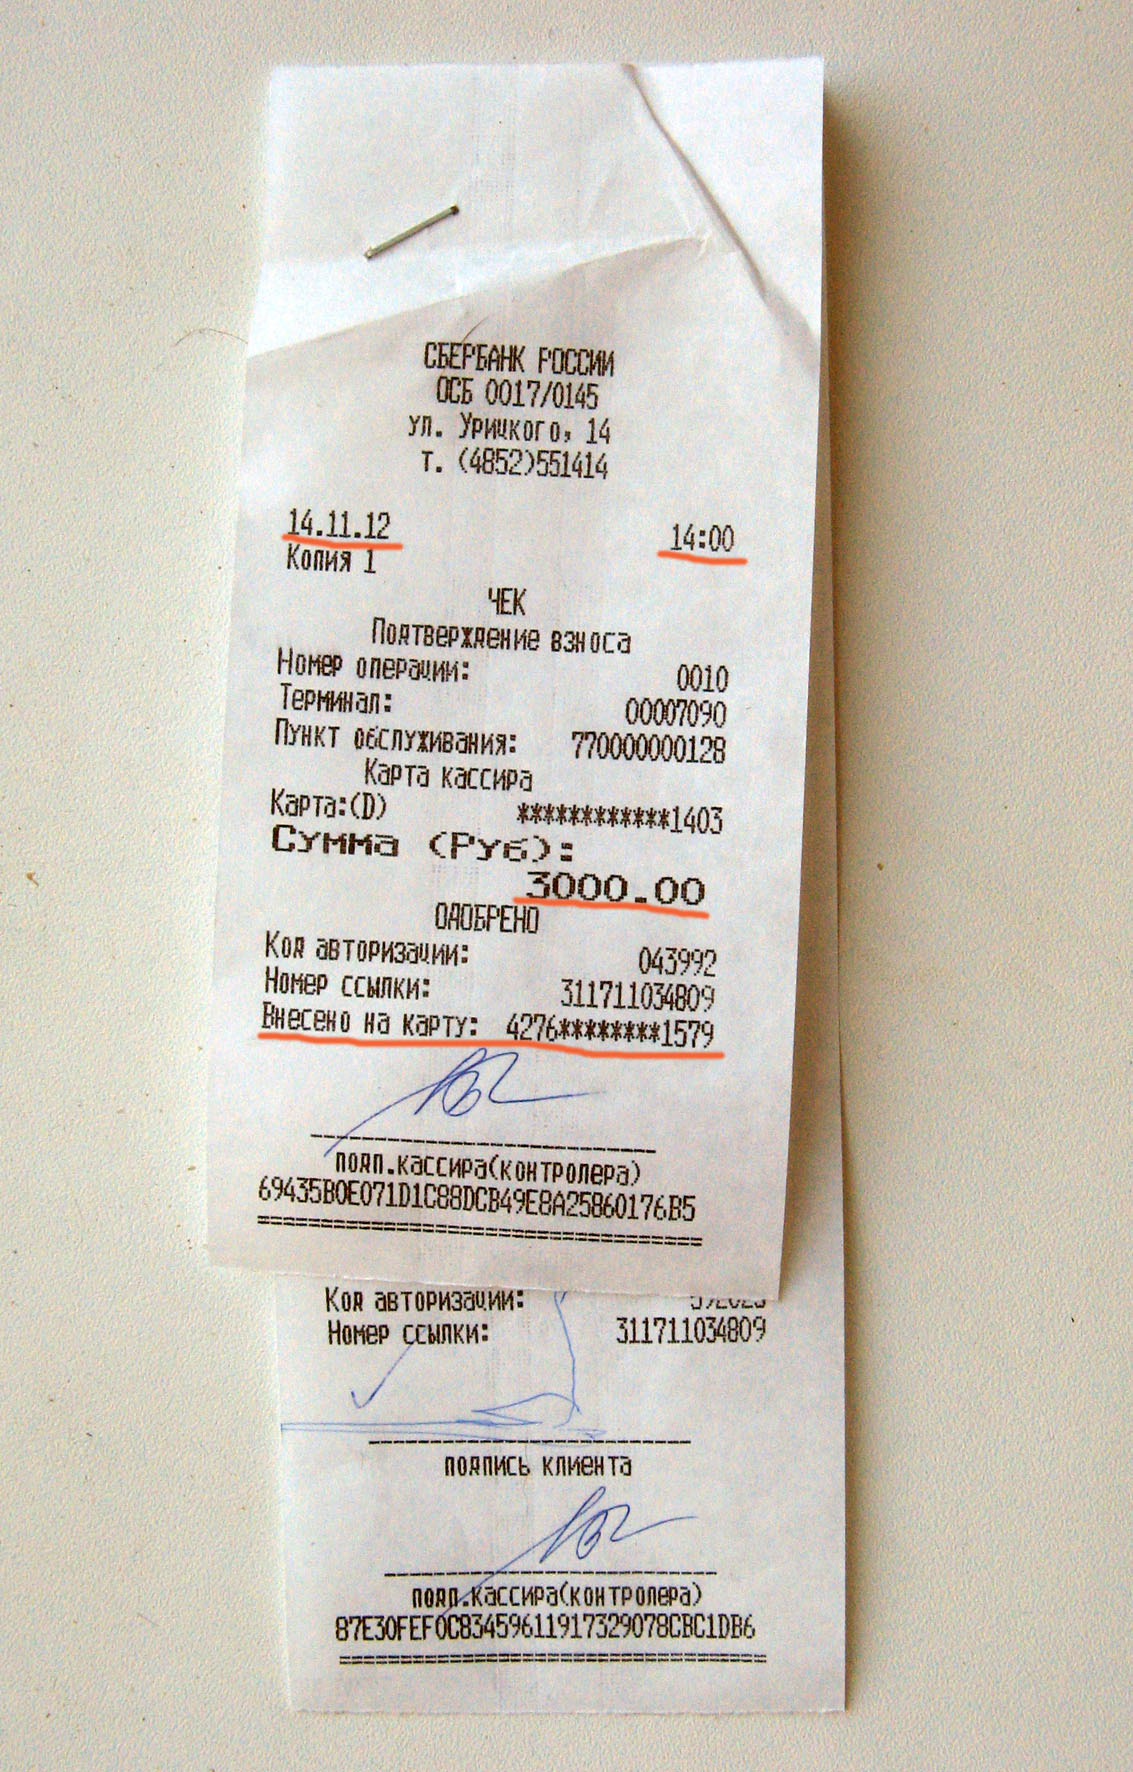 СБЕРБАНК РОССИИ
ОСБ 0017/0145
ул. Урицкого, 14
т. (4852)551414
14.11.12 14:00
Копия 1
ЧЕК
Подтверждение взноса
Номер операции: 0010
Терминал: 00007090
Пункт обслуживания: 770000000128
Карта кассира
Карта:(D) ************1403
Сумма (Руб):
3000.00
ОДОБРЕНО
Код авторизации: 043992
Номер ссылки: 311711034809
Внесено на карту: 4276********1579
подп.кассира(контролера)
69435B0E071D1C88DCB49E8A25860176B5
Код авторизации:
Номер ссылки: 311711034809
подпись клиента
подп.кассира(контролера)
87E30FEF0C83459611917329078CBC1DB6